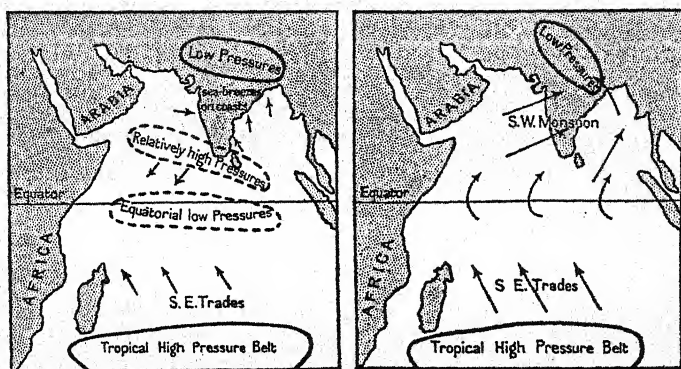 Low Pressures
ARABIA
sea-breezes
on coasts
Relatively high Pressures
Equator
Equatorial low Pressures
AFRICA
S. E. Trades
Tropical High Pressure Belt
Low Pressures
ARABIA
S.W. Monsoon
Equator
AFRICA
S E. Trades
Tropical High Pressure Belt